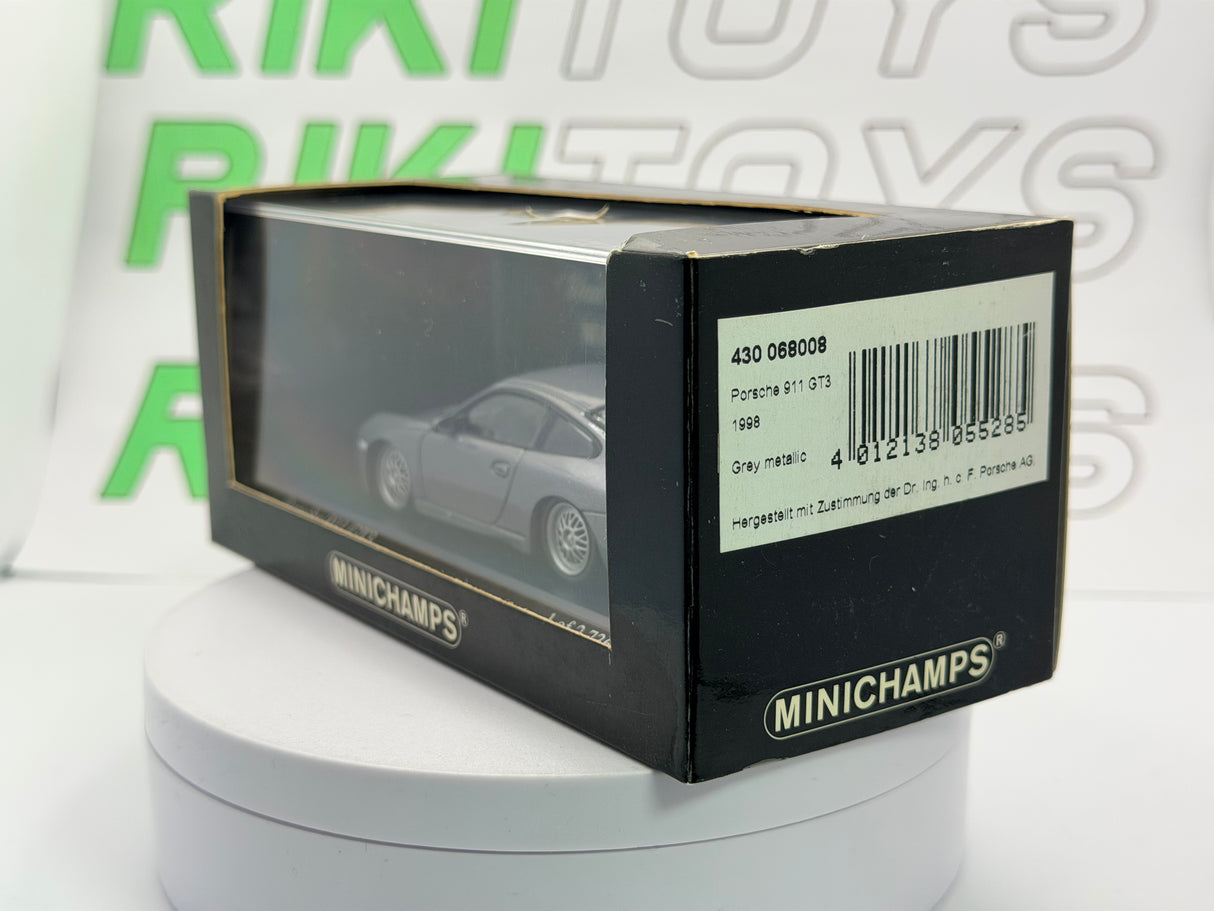 RIKITOYS
RIKITOYS
R
430 068008
Porsche 911 GT3
1998
Grey metallic
4 012138 055285
Hergestellt mit Zustimmung der Dr. Ing. h. c. F. Porsche AG.
MINICHAMPS®
MINICHAMPS®